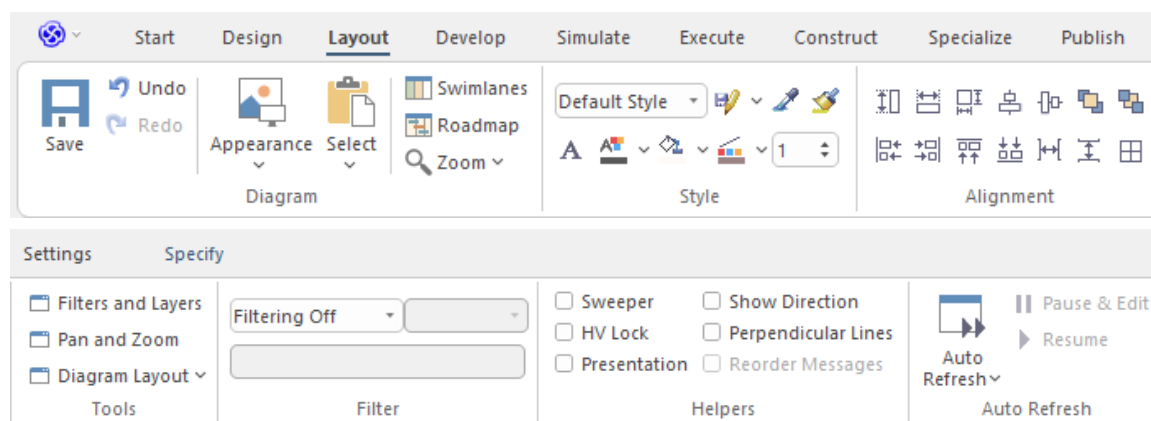 Start Design Layout Develop Simulate Execute Construct Specialize Publish
Save
Undo
Redo
Appearance
Select
Swimlanes
Roadmap
Zoom
Diagram
Default Style
A A 1
Style
Alignment
Settings Specify
Filters and Layers
Pan and Zoom
Diagram Layout
Tools
Filtering Off
Filter
Sweeper Show Direction
HV Lock Perpendicular Lines
Presentation Reorder Messages
Helpers
Auto
Refresh
Pause & Edit
Resume
Auto Refresh